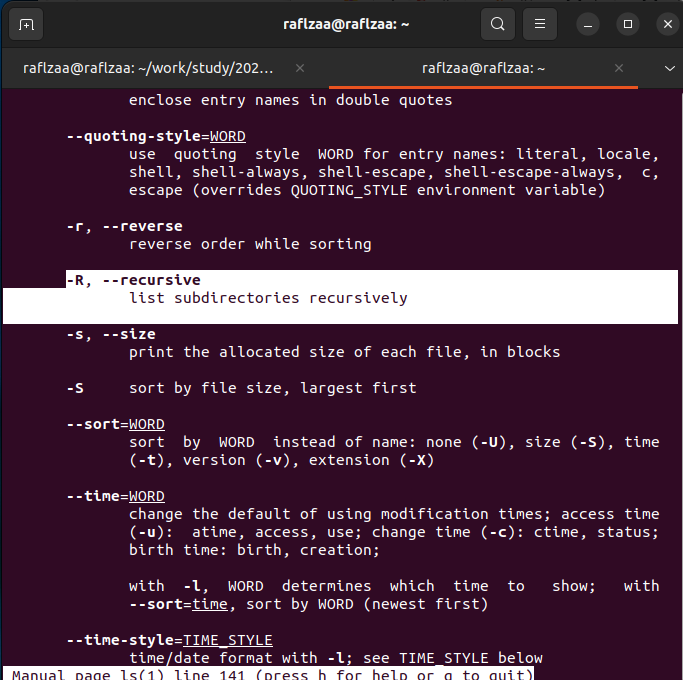 raflzaa@raflzaa: ~
raflzaa@raflzaa: ~/work/study/202...
raflzaa@raflzaa: ~
enclose entry names in double quotes
--quoting-style=WORD
use quoting style WORD for entry names: literal, locale,
shell, shell-always, shell-escape, shell-escape-always, c,
escape (overrides QUOTING_STYLE environment variable)
-r, --reverse
reverse order while sorting
-R, --recursive
list subdirectories recursively
-s, --size
print the allocated size of each file, in blocks
-S sort by file size, largest first
--sort=WORD
sort by WORD instead of name: none (-U), size (-S), time
(-t), version (-v), extension (-X)
--time=WORD
change the default of using modification times; access time
(-u): atime, access, use; change time (-c): ctime, status;
birth time: birth, creation;
with -l, WORD determines which time to show; with
--sort=time, sort by WORD (newest first)
--time-style=TIME_STYLE
time/date format with -l; see TIME_STYLE below
Manual page ls(1) line 141 (press h for help or q to quit)